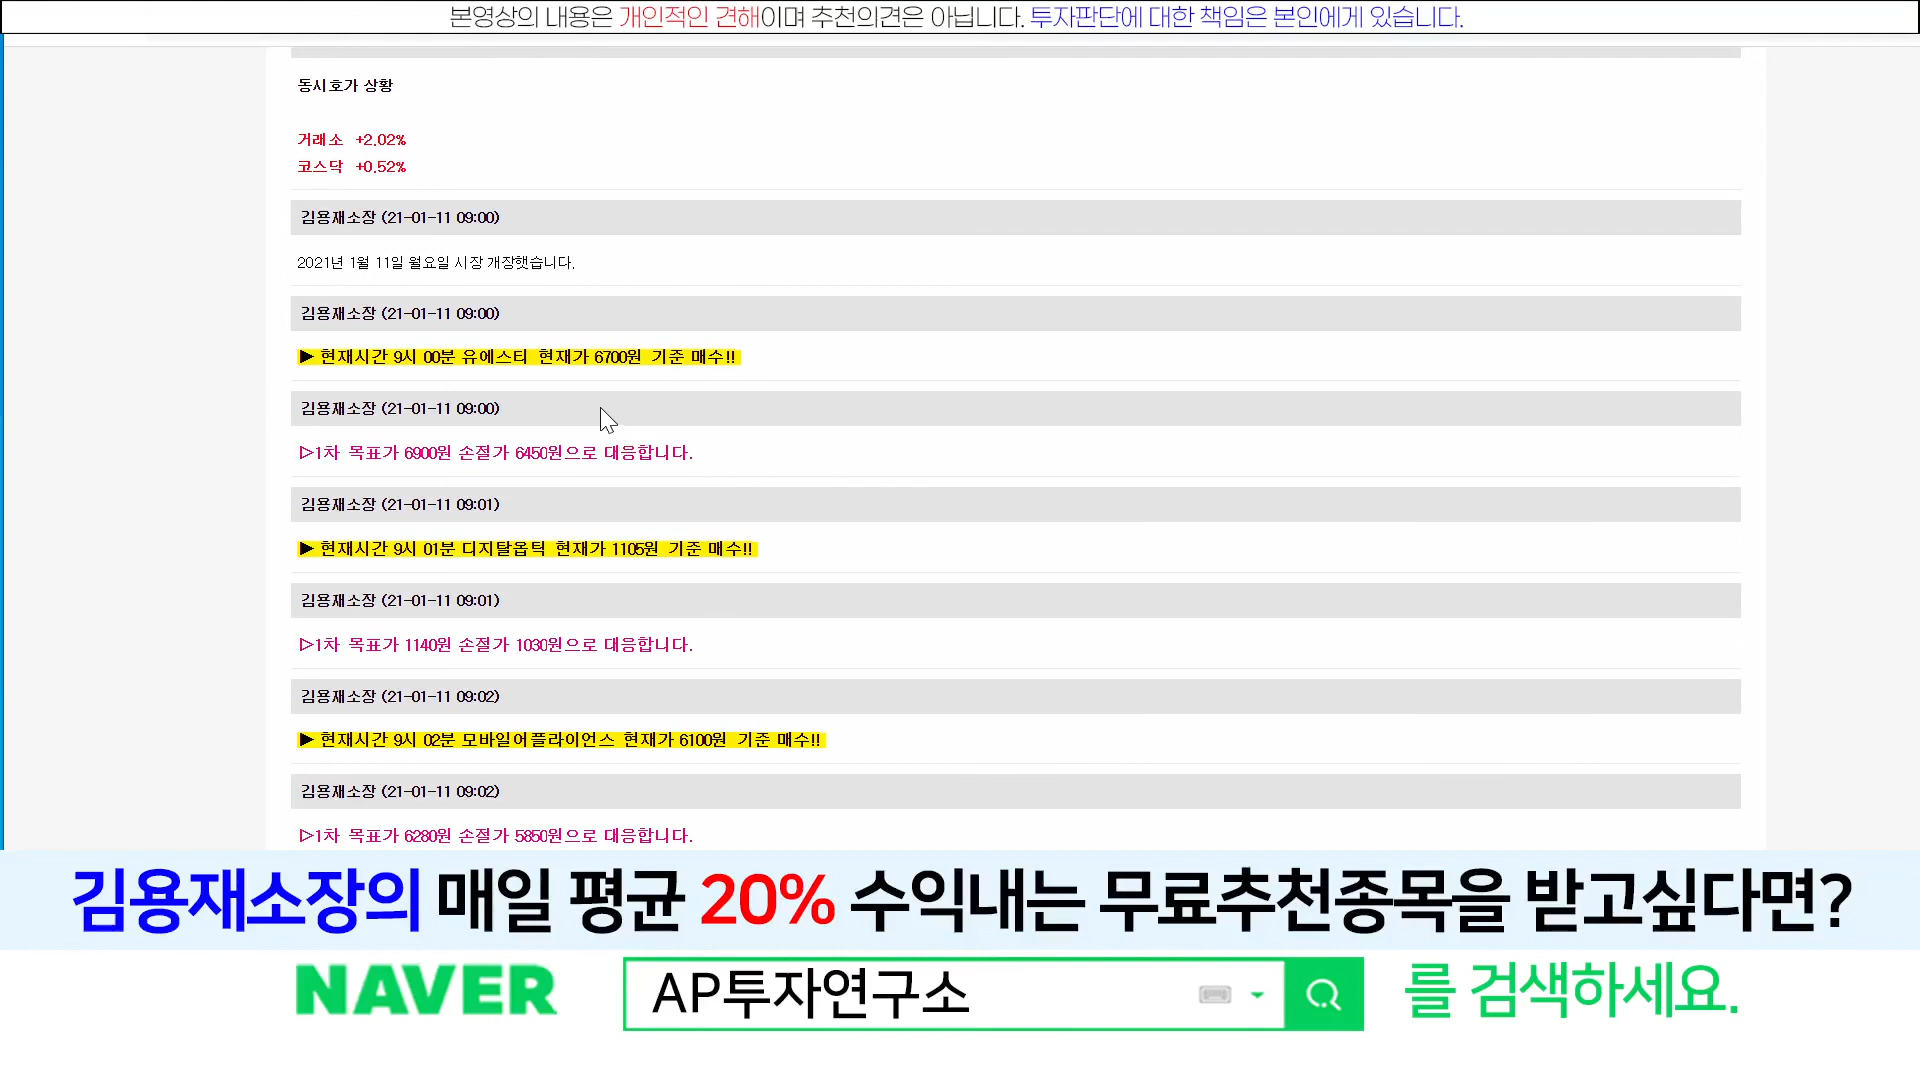 본영상의 내용은 개인적인 견해이며 추천의견은 아닙니다. 투자판단에 대한 책임은 본인에게 있습니다.
동시호가 상황
거래소 +2.02%
코스닥 +0.52%
김용재소장 (21-01-11 09:00)
2021년 1월 11일 월요일 시장 개장햇습니다.
김용재소장 (21-01-11 09:00)
▶ 현재시간 9시 00분 유에스티 현재가 6700원 기준 매수!!
김용재소장 (21-01-11 09:00)
▷1차 목표가 6900원 손절가 6450원으로 대응합니다.
김용재소장 (21-01-11 09:01)
▶ 현재시간 9시 01분 디지탈옵틱 현재가 1105원 기준 매수!!
김용재소장 (21-01-11 09:01)
▷1차 목표가 1140원 손절가 1030원으로 대응합니다.
김용재소장 (21-01-11 09:02)
▶ 현재시간 9시 02분 모바일어플라이언스 현재가 6100원 기준 매수!!
김용재소장 (21-01-11 09:02)
▷1차 목표가 6280원 손절가 5850원으로 대응합니다.
김용재소장의 매일 평균 20% 수익내는 무료추천종목을 받고싶다면?
NAVER AP투자연구소 를 검색하세요.